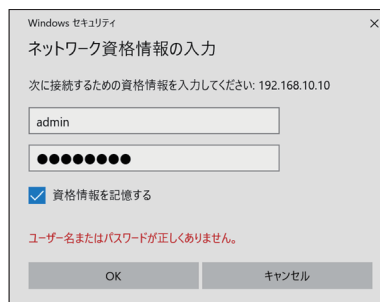 Windows セキュリティ
ネットワーク資格情報の入力
次に接続するための資格情報を入力してください: 192.168.10.10
admin
●●●●●●●●
資格情報を記憶する
ユーザー名またはパスワードが正しくありません。
OK
キャンセル